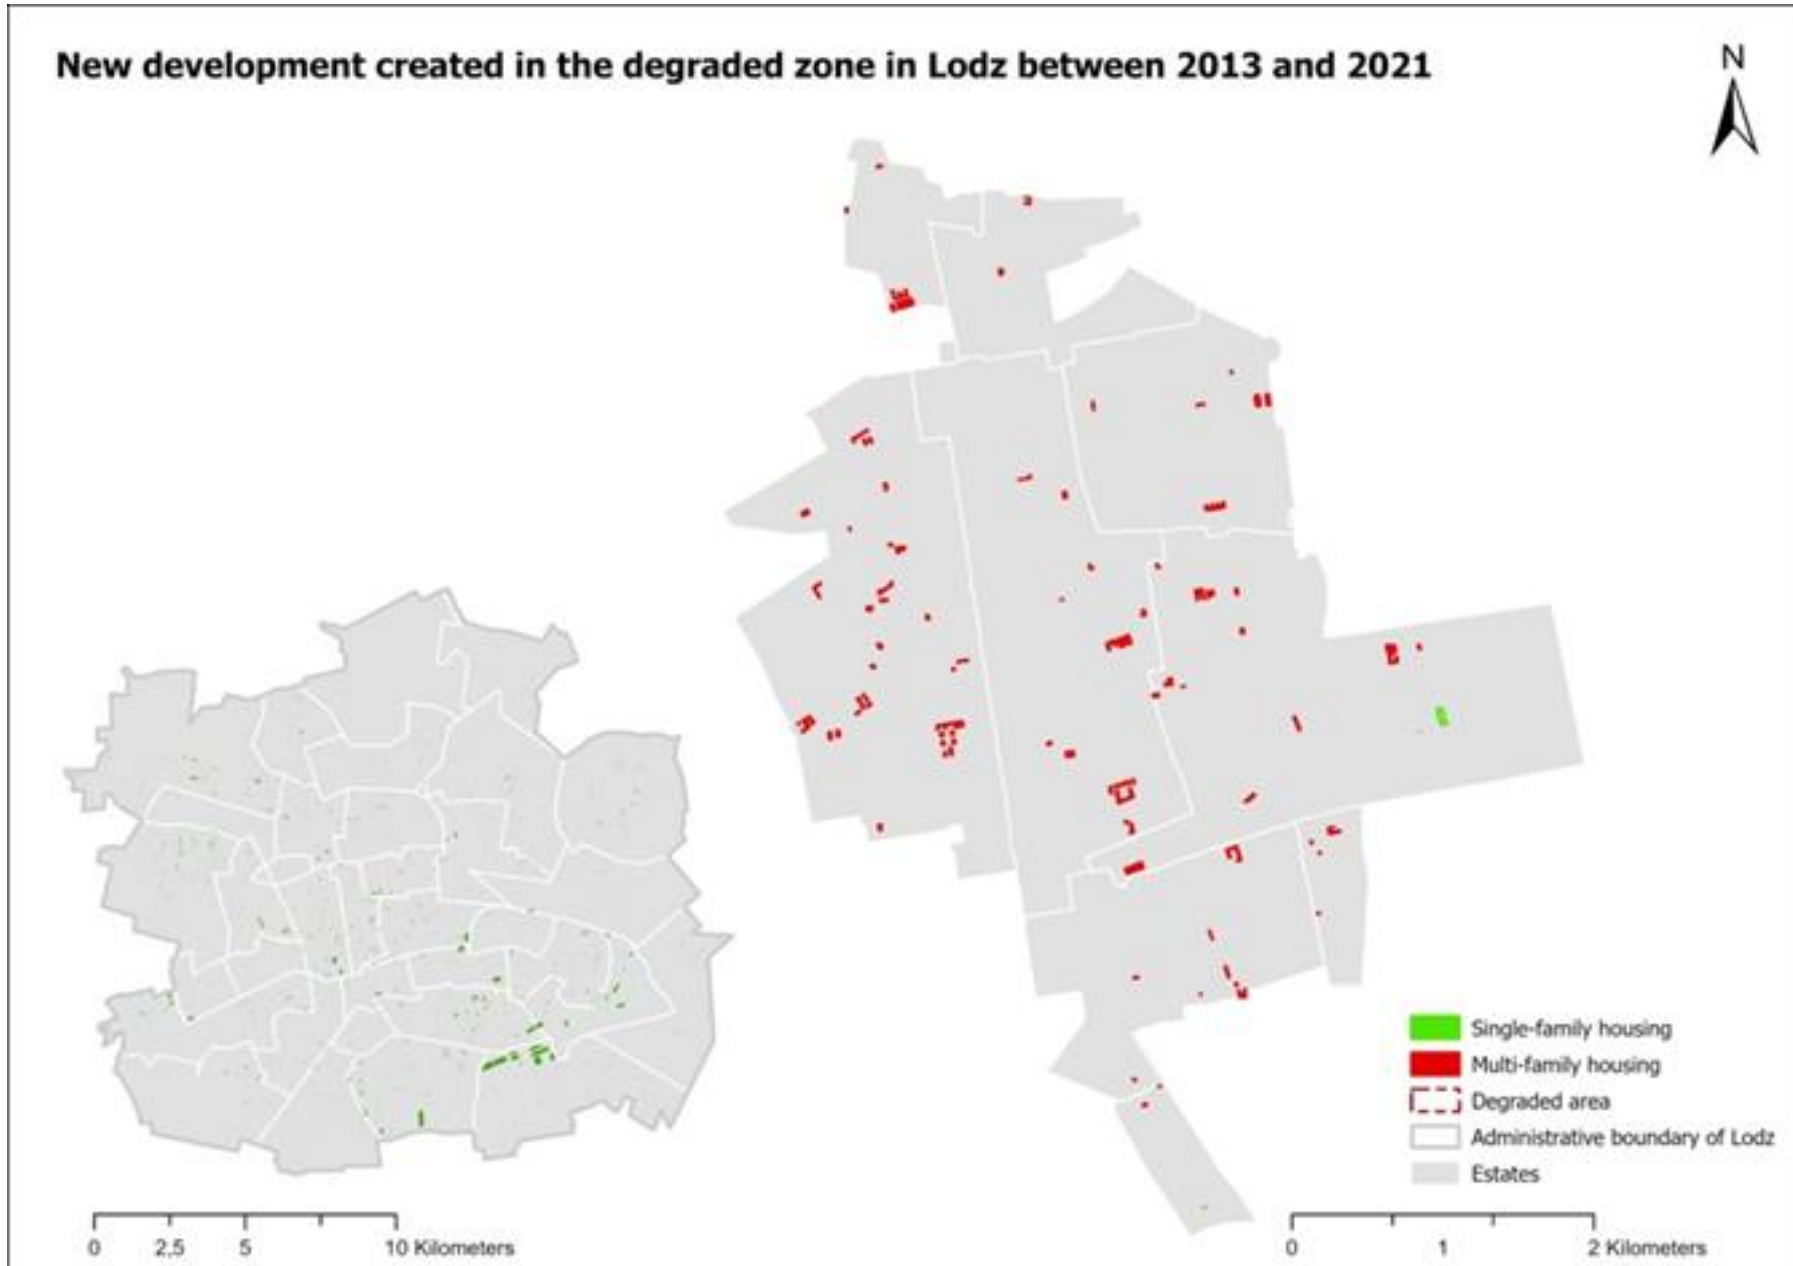 New development created in the degraded zone in Lodz between 2013 and 2021
N
Single-family housing
Multi-family housing
Degraded area
Administrative boundary of Lodz
Estates
0 2,5 5 10 Kilometers
0 1 2 Kilometers